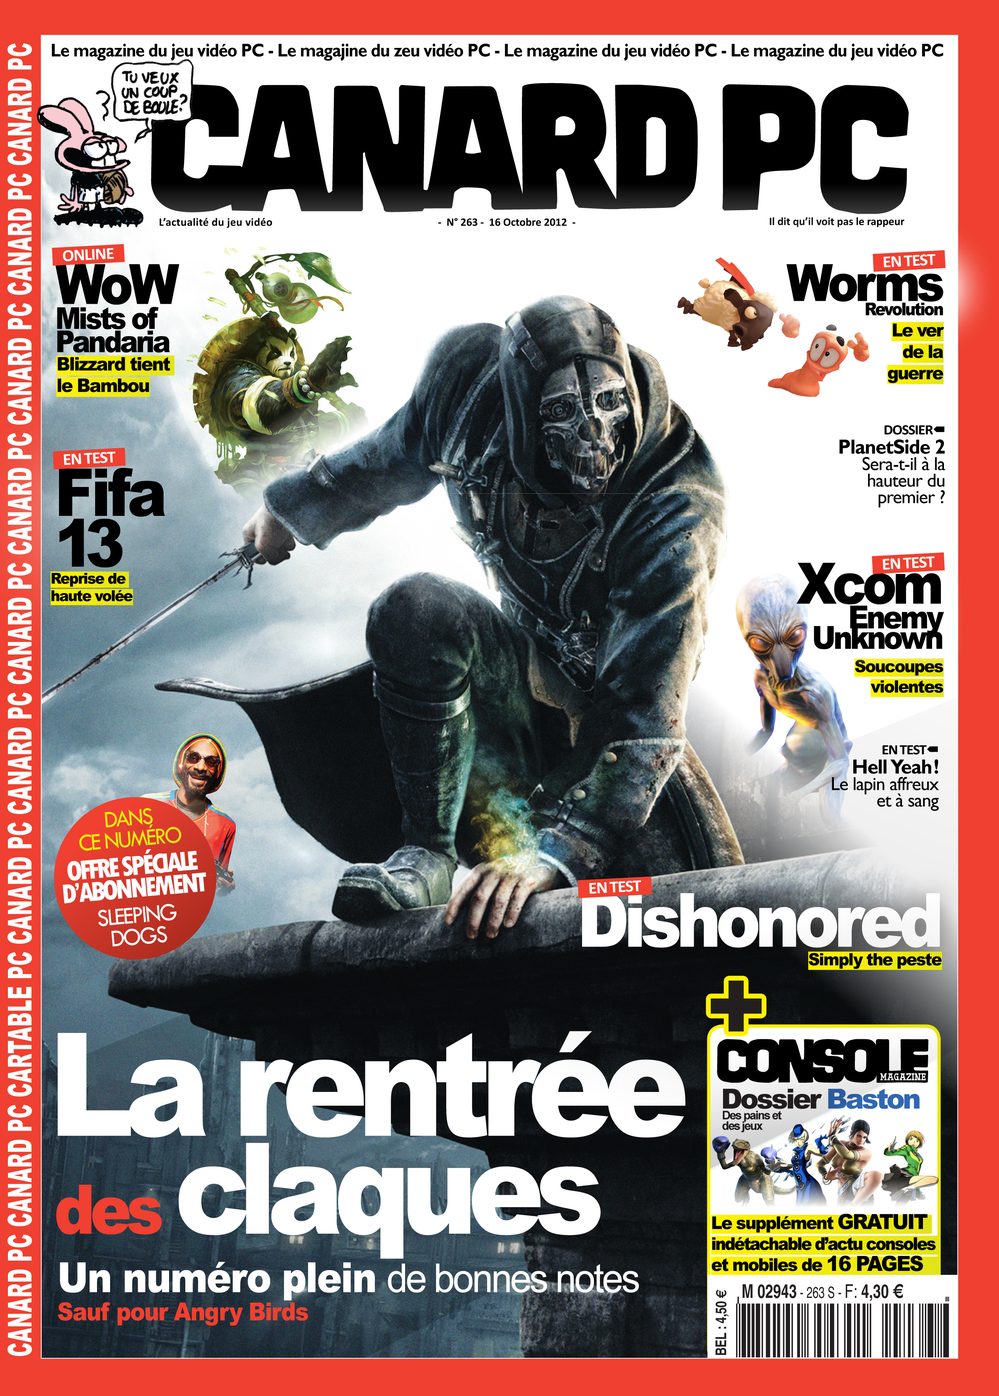 Le magazine du jeu vidéo PC - Le magajine du zeu vidéo PC - Le magazine du jeu vidéo PC - Le magazine du jeu vidéo PC
TU VEUX
UN COUP
DE BOULE?
?
CANARD PC
L'actualité du jeu vidéo
- N° 263 - 16 Octobre 2012 -
Il dit qu'il voit pas le rappeur
CANARD PC CANARD PC CARTABLE PC CANARD PC CANARD PC CANARD PC CANARD PC CANARD PC CANARD PC CANARD PC
ONLINE
WoW
Mists of
Pandaria
Blizzard tient
le Bambou
EN TEST
Fifa
13
Reprise de
haute volée
EN TEST
Worms
Revolution
Le ver
de la
guerre
DOSSIER
PlanetSide 2
Sera-t-il à la
hauteur du
premier ?
EN TEST
Xcom
Enemy
Unknown
Soucoupes
violentes
EN TEST
Hell Yeah !
Le lapin affreux
et à sang
DANS
CE NUMÉRO
OFFRE SPÉCIALE
D'ABONNEMENT
SLEEPING
DOGS
EN TEST
Dishonored
Simply the peste
La rentrée
des claques
Un numéro plein de bonnes notes
Sauf pour Angry Birds
+
CONSOLE
MAGAZINE
Dossier Baston
Des pains et
des jeux
Le supplément GRATUIT
indétachable d'actu consoles
et mobiles de 16 PAGES
BEL : 4,50 €
M 02943 - 263 S - F: 4,30 €